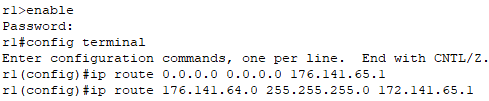 r1>enable
Password:
r1#config terminal
Enter configuration commands, one per line.  End with CNTL/Z.
r1(config)#ip route 0.0.0.0 0.0.0.0 176.141.65.1
r1(config)#ip route 176.141.64.0 255.255.255.0 172.141.65.1